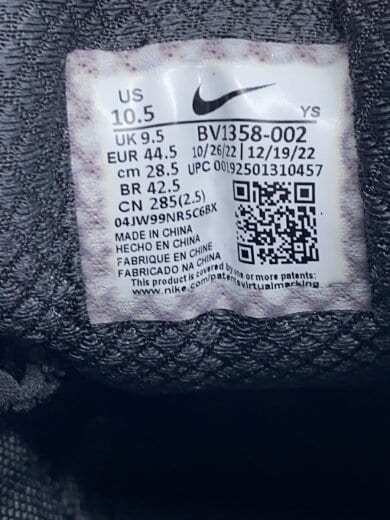 US
10.5
YS
UK 9.5
BV1358-002
EUR 44.5
10/26/22 | 12/19/22
cm 28.5
UPC 00192501310457
BR 42.5
CN 285(2.5)
04JW99NR5C6BX
MADE IN CHINA
HECHO EN CHINA
FABRIQUE EN CHINE
FABRICADO NA CHINA
This product is covered by one or more patents:
www.nike.com/patentsvirtualmarking